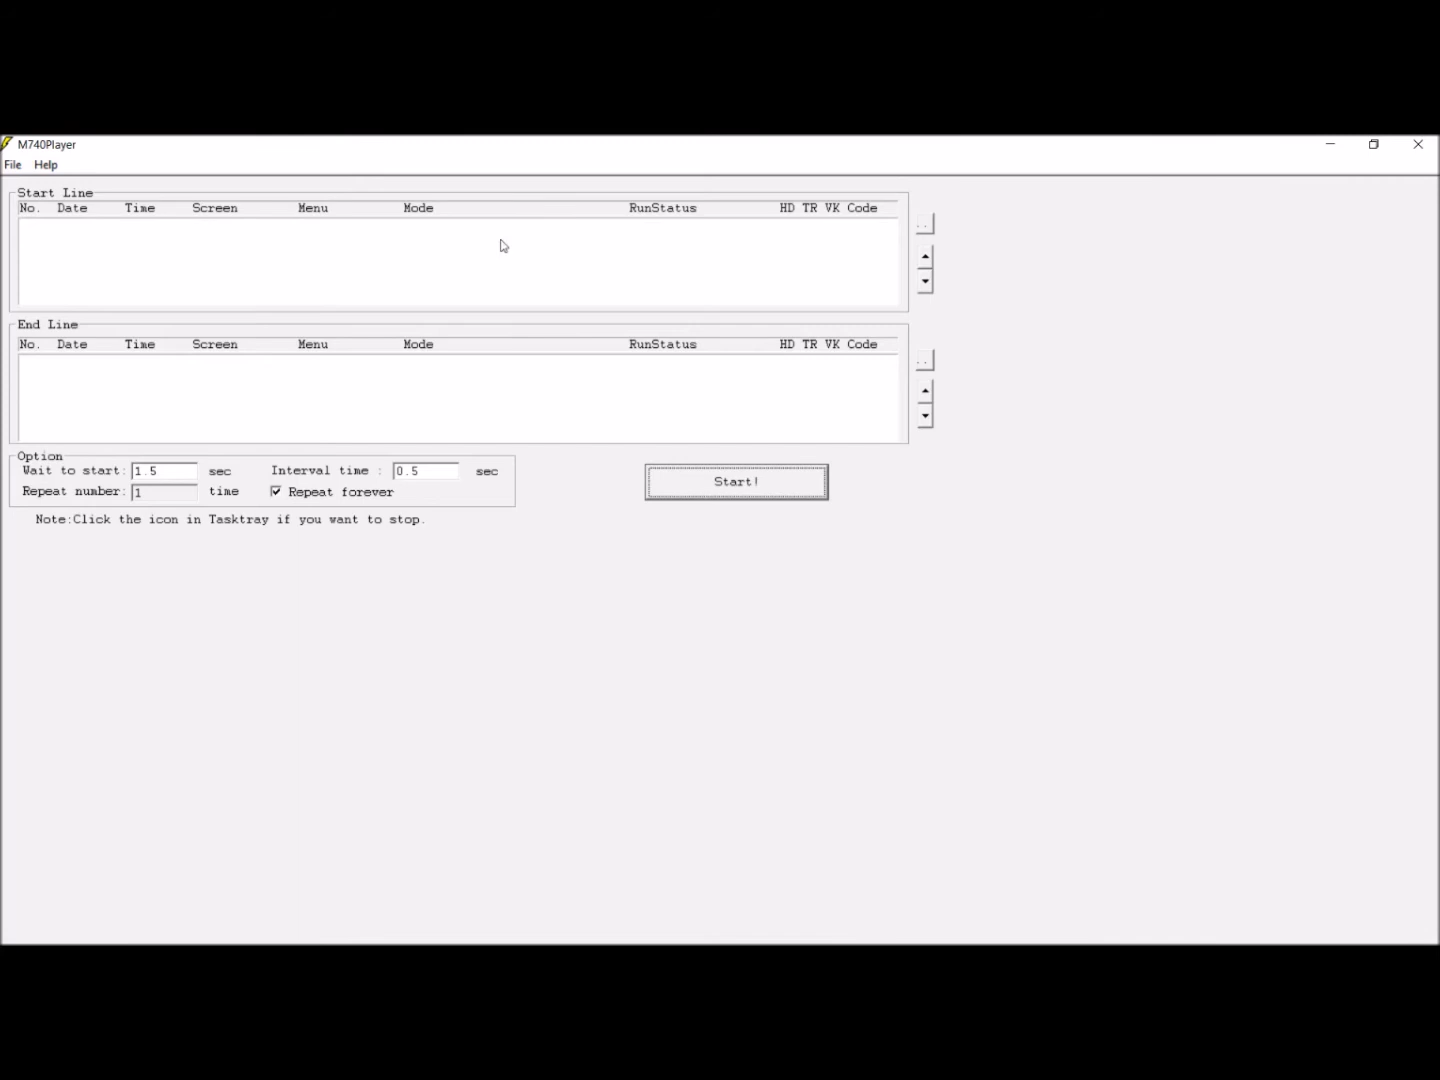 M740Player
File Help
Start Line
No. Date Time Screen Menu Mode RunStatus HD TR VK Code
..
End Line
No. Date Time Screen Menu Mode RunStatus HD TR VK Code
..
Option
Wait to start: 1.5 sec Interval time : 0.5 sec
Repeat number: 1 time Repeat forever
Start!
Note:Click the icon in Tasktray if you want to stop.